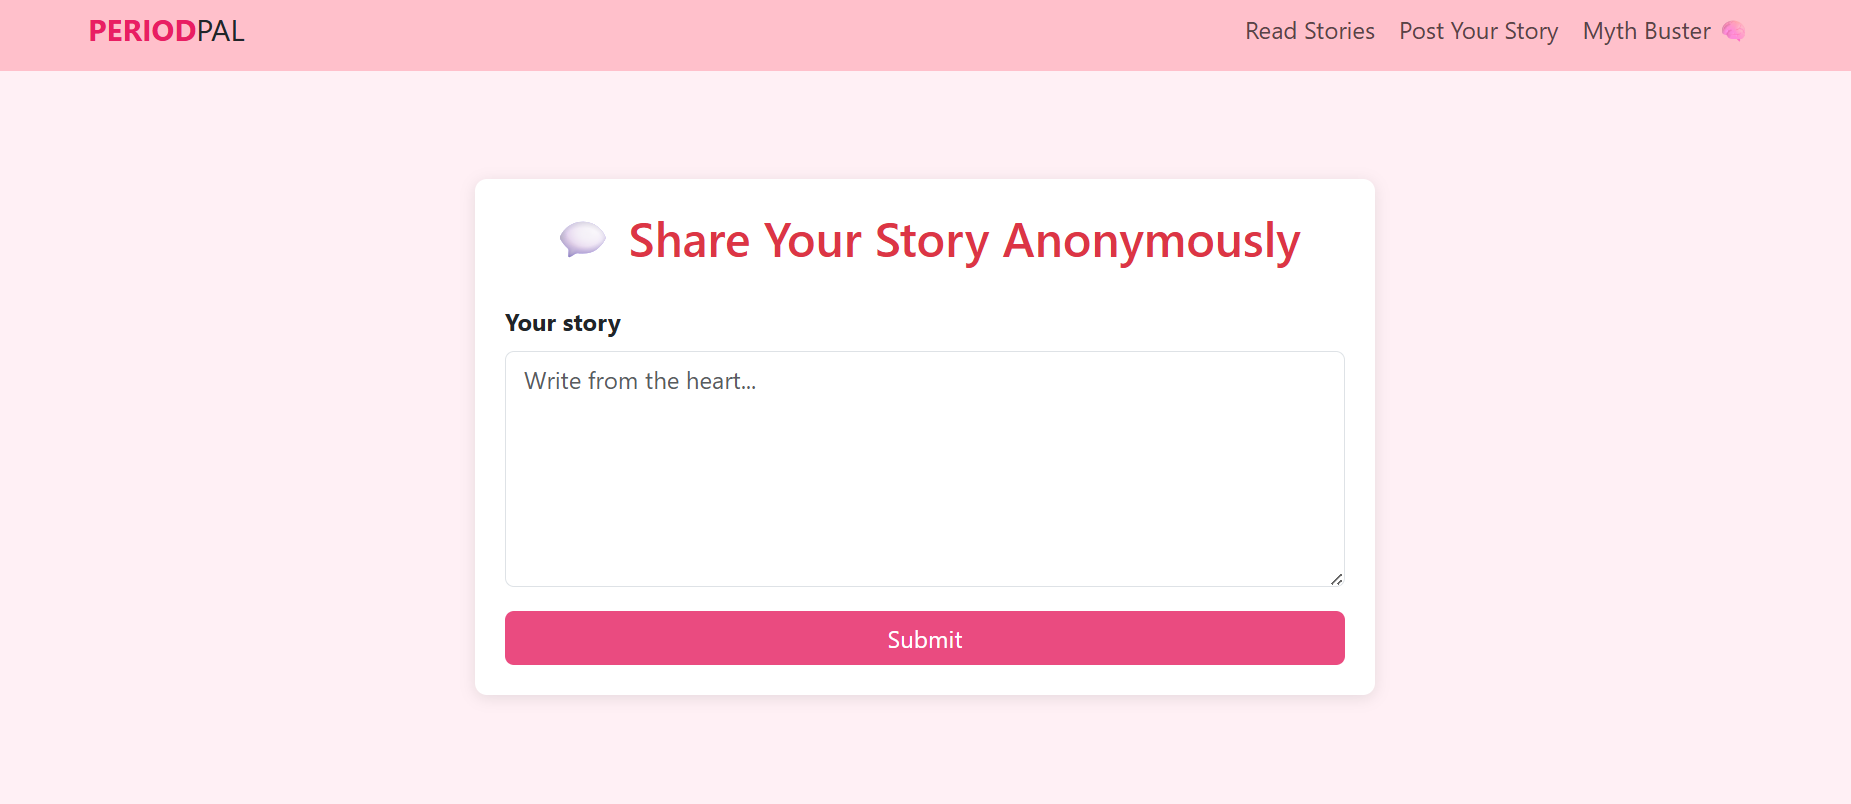 PERIODPAL
Read Stories Post Your Story Myth Buster 🧠
💬 Share Your Story Anonymously
Your story
Write from the heart...
Submit